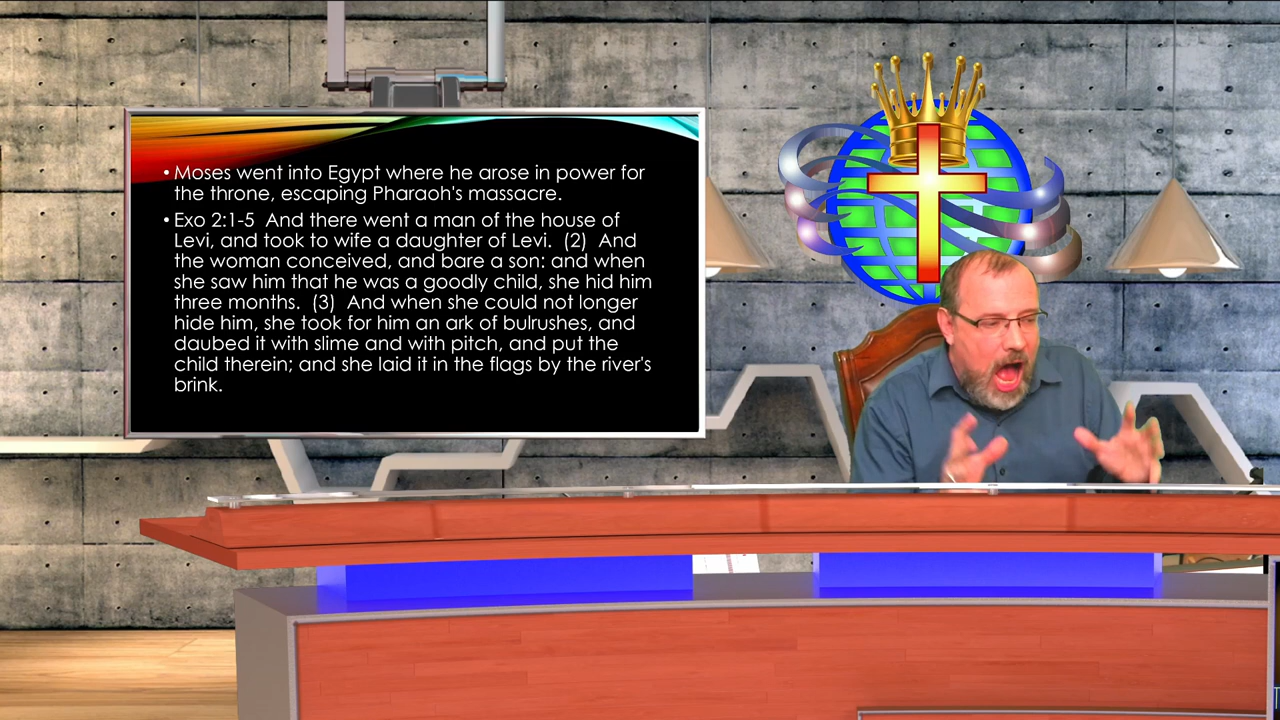 • Moses went into Egypt where he arose in power for
the throne, escaping Pharaoh's massacre.
• Exo 2:1-5  And there went a man of the house of
Levi, and took to wife a daughter of Levi.  (2)  And
the woman conceived, and bare a son: and when
she saw him that he was a goodly child, she hid him
three months.  (3)  And when she could not longer
hide him, she took for him an ark of bulrushes, and
daubed it with slime and with pitch, and put the
child therein; and she laid it in the flags by the river's
brink.